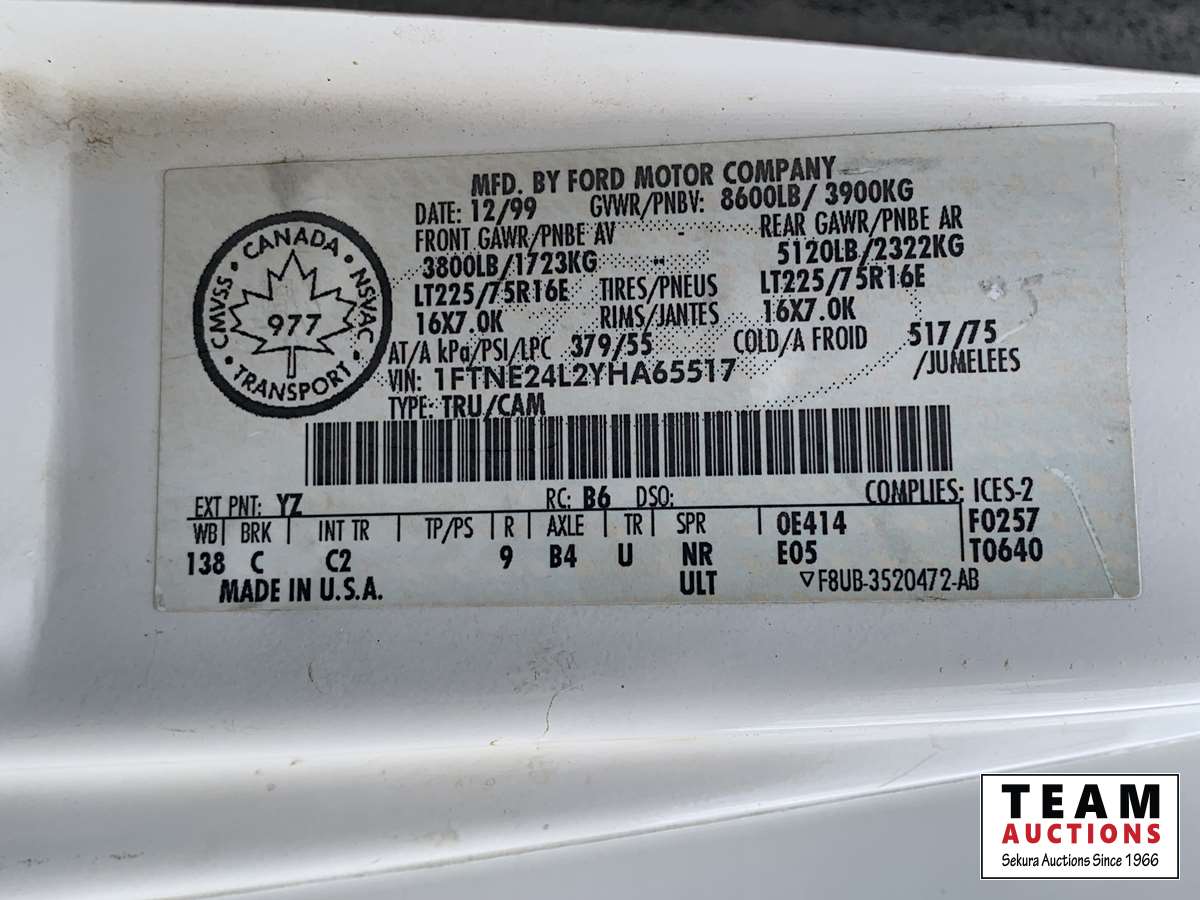 MFD. BY FORD MOTOR COMPANY
DATE: 12/99 GVWR/PNBV: 8600LB/ 3900KG
FRONT GAWR/PNBE AV REAR GAWR/PNBE AR
3800LB/1723KG 5120LB/2322KG
LT225/75R16E TIRES/PNEUS LT225/75R16E
16X7.0K RIMS/JANTES 16X7.0K
AT/A kPa/PSI/LPC 379/55 COLD/A FROID 517/75
VIN: 1FTNE24L2YHA65517 /JUMELEES
TYPE: TRU/CAM
CMVSS • CANADA • NSVAC • TRANSPORT •
977
EXT PNT: YZ RC: B6 DSO: COMPLIES: ICES-2
WB BRK INT TR TP/PS R AXLE TR SPR 0E414 F0257
138 C C2 9 B4 U NR E05 T0640
MADE IN U.S.A. ULT ▽F8UB-3520472-AB
TEAM
AUCTIONS
Sekura Auctions Since 1966